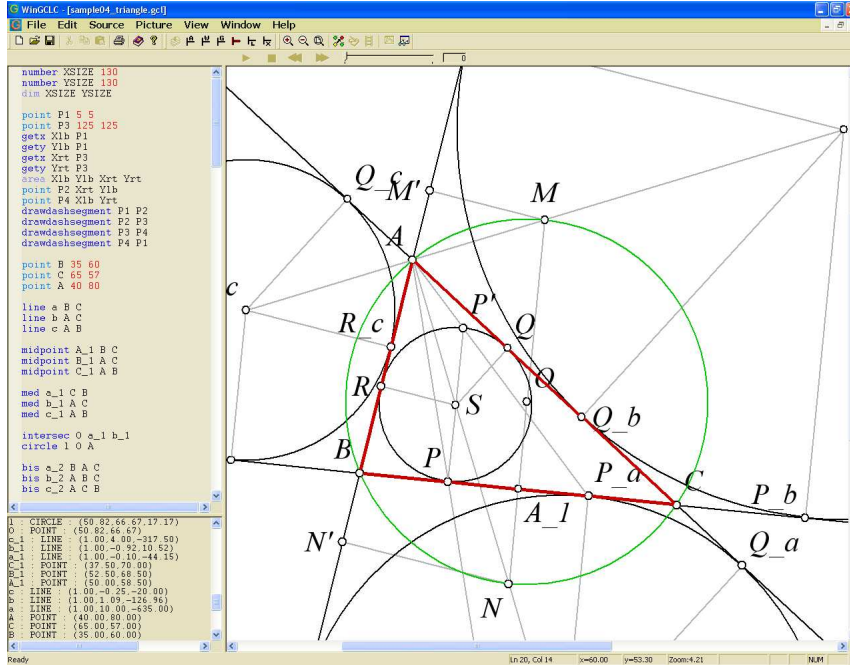 WinGCLC - [sample04_triangle.gcl]
File Edit Source Picture View Window Help
0
number XSIZE 130
number YSIZE 130
dim XSIZE YSIZE
point P1 5 5
point P3 125 125
getx Xlb P1
gety Ylb P1
getx Xrt P3
gety Yrt P3
area Xlb Ylb Xrt Yrt
point P2 Xrt Ylb
point P4 Xlb Yrt
drawdashsegment P1 P2
drawdashsegment P2 P3
drawdashsegment P3 P4
drawdashsegment P4 P1
point B 35 60
point C 65 57
point A 40 80
line a B C
line b A C
line c A B
midpoint A_1 B C
midpoint B_1 A C
midpoint C_1 A B
med a_1 C B
med b_1 A C
med c_1 A B
intersec O a_1 b_1
circle l O A
bis a_2 B A C
bis b_2 A B C
bis c_2 A C B
l : CIRCLE : (50.82,66.67,17.17)
O : POINT : (50.82,66.67)
c_1 : LINE : (1.00,4.00,-317.50)
b_1 : LINE : (1.00,-0.92,10.52)
a_1 : LINE : (1.00,-0.10,-44.15)
C_1 : POINT : (37.50,70.00)
B_1 : POINT : (52.50,68.50)
A_1 : POINT : (50.00,58.50)
c : LINE : (1.00,-0.25,-20.00)
b : LINE : (1.00,1.09,-126.96)
a : LINE : (1.00,10.00,-635.00)
A : POINT : (40.00,80.00)
C : POINT : (65.00,57.00)
B : POINT : (35.00,60.00)
Q_c
M'
M
A
c
P'
R_c
Q
R
S
O
Q_b
B
P
P_a
C
A_1
P_b
N'
Q_a
N
Ready
Ln 20, Col 14
x=60.00
y=53.30
Zoom:4.21
NUM